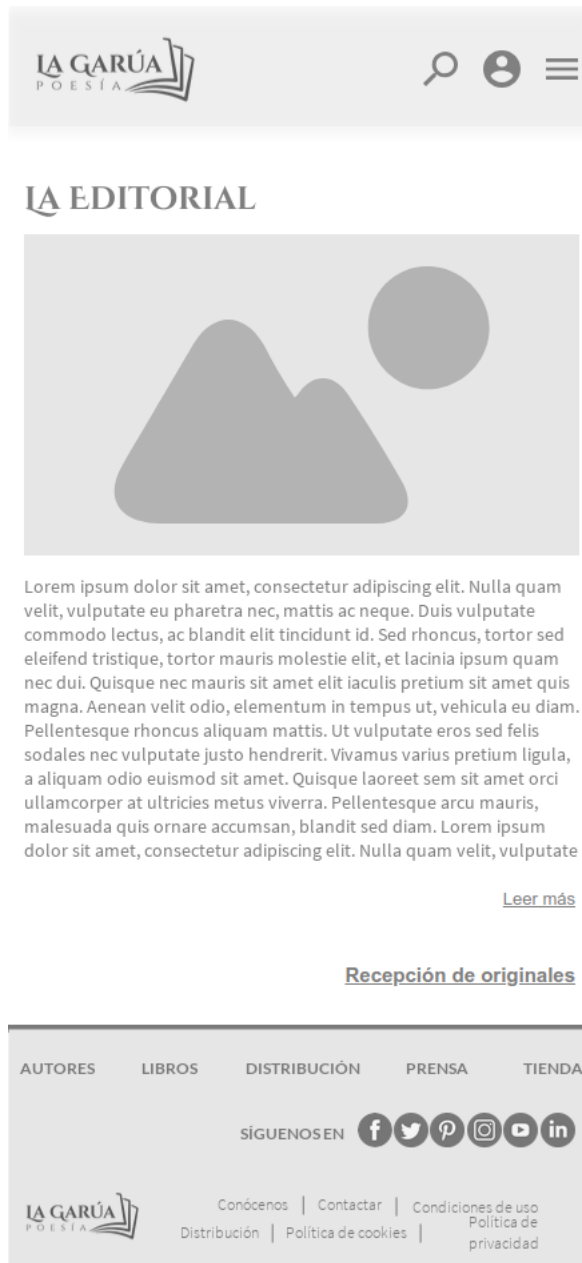 LA GARÚA
POESÍA
LA EDITORIAL
Lorem ipsum dolor sit amet, consectetur adipiscing elit. Nulla quam
velit, vulputate eu pharetra nec, mattis ac neque. Duis vulputate
commodo lectus, ac blandit elit tincidunt id. Sed rhoncus, tortor sed
eleifend tristique, tortor mauris molestie elit, et lacinia ipsum quam
nec dui. Quisque nec mauris sit amet elit iaculis pretium sit amet quis
magna. Aenean velit odio, elementum in tempus ut, vehicula eu diam.
Pellentesque rhoncus aliquam mattis. Ut vulputate eros sed felis
sodales nec vulputate justo hendrerit. Vivamus varius pretium ligula,
a aliquam odio euismod sit amet. Quisque laoreet sem sit amet orci
ullamcorper at ultricies metus viverra. Pellentesque arcu mauris,
malesuada quis ornare accumsan, blandit sed diam. Lorem ipsum
dolor sit amet, consectetur adipiscing elit. Nulla quam velit, vulputate
Leer más
Recepción de originales
AUTORES LIBROS DISTRIBUCIÓN PRENSA TIENDA
SÍGUENOS EN
LA GARÚA
POESÍA
Conócenos | Contactar | Condiciones de uso
Distribución | Política de cookies | Política de
privacidad